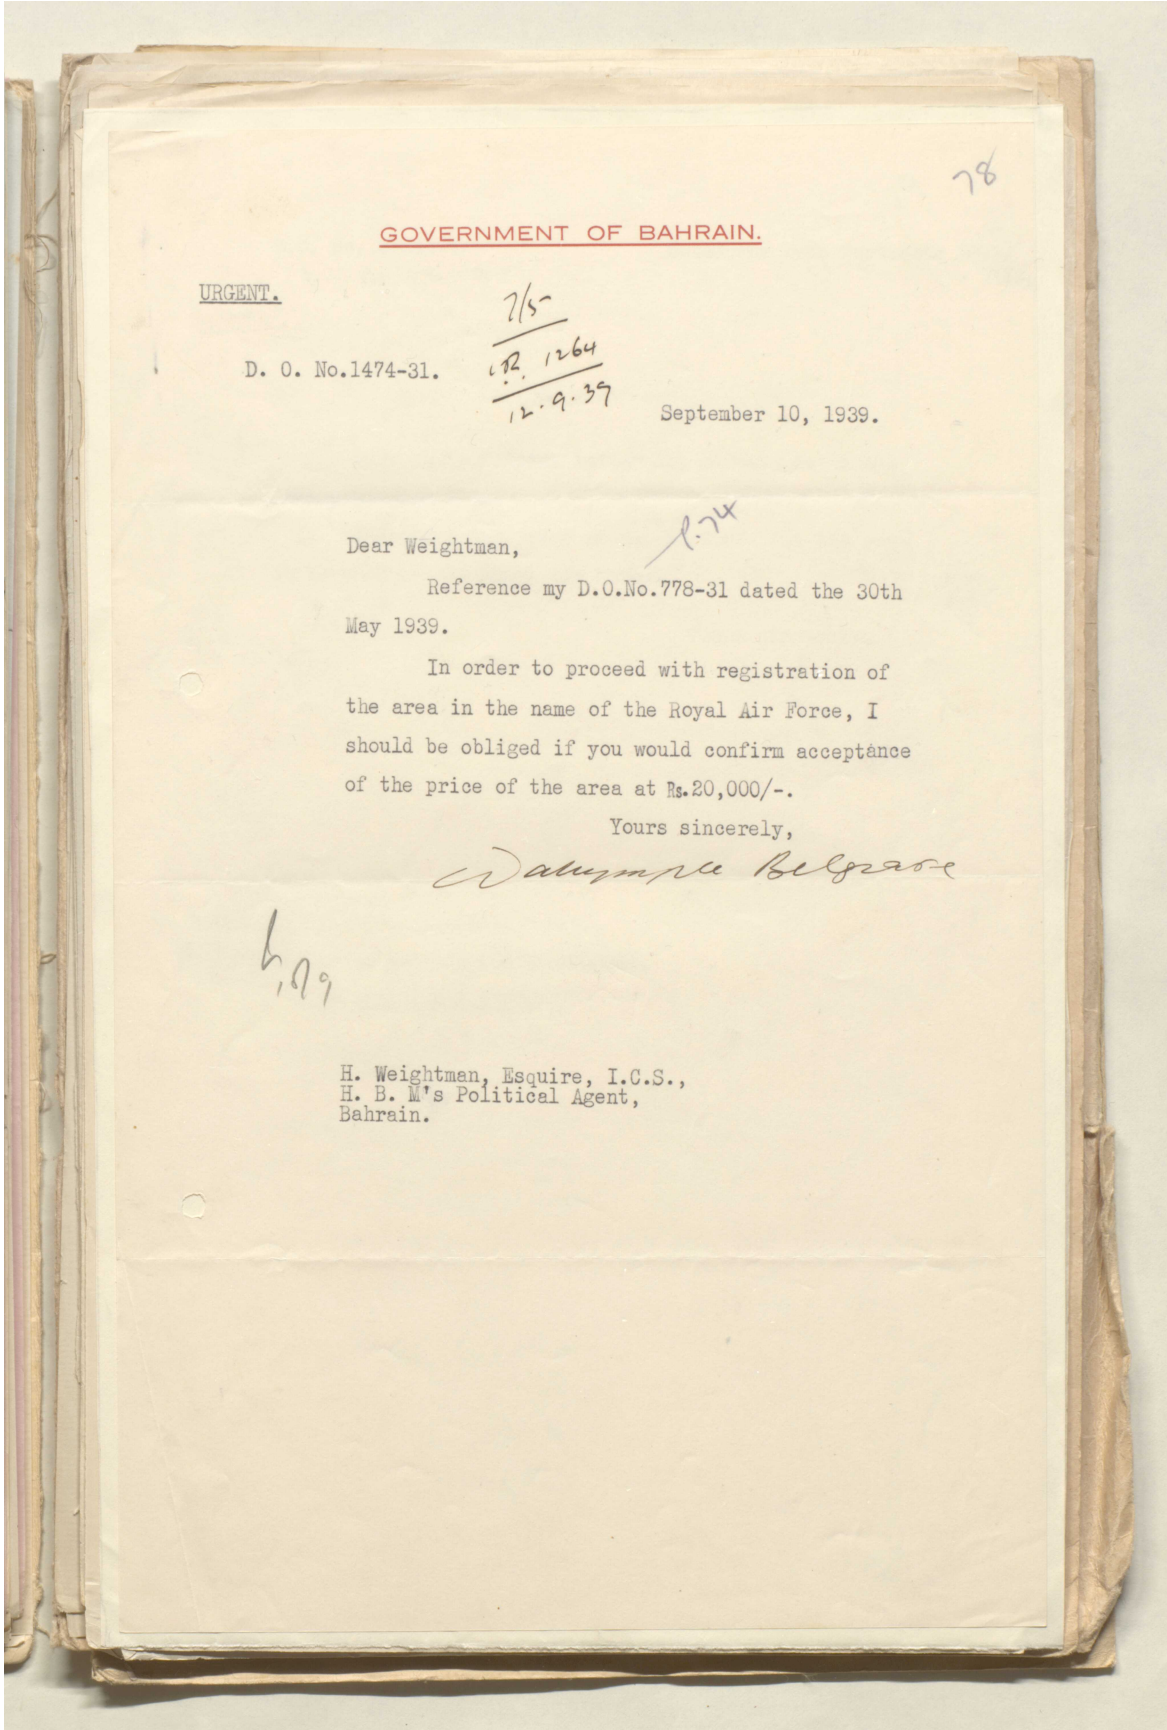 78
GOVERNMENT OF BAHRAIN.
URGENT.
7/5
D. O. No.1474-31.
1264
12.9.39
September 10, 1939.
p.74
Dear Weightman,
Reference my D.O.No.778-31 dated the 30th
May 1939.
In order to proceed with registration of
the area in the name of the Royal Air Force, I
should be obliged if you would confirm acceptance
of the price of the area at Rs.20,000/-.
Yours sincerely,
Dalrymple Belgrave
H. Weightman, Esquire, I.C.S.,
H. B. M's Political Agent,
Bahrain.